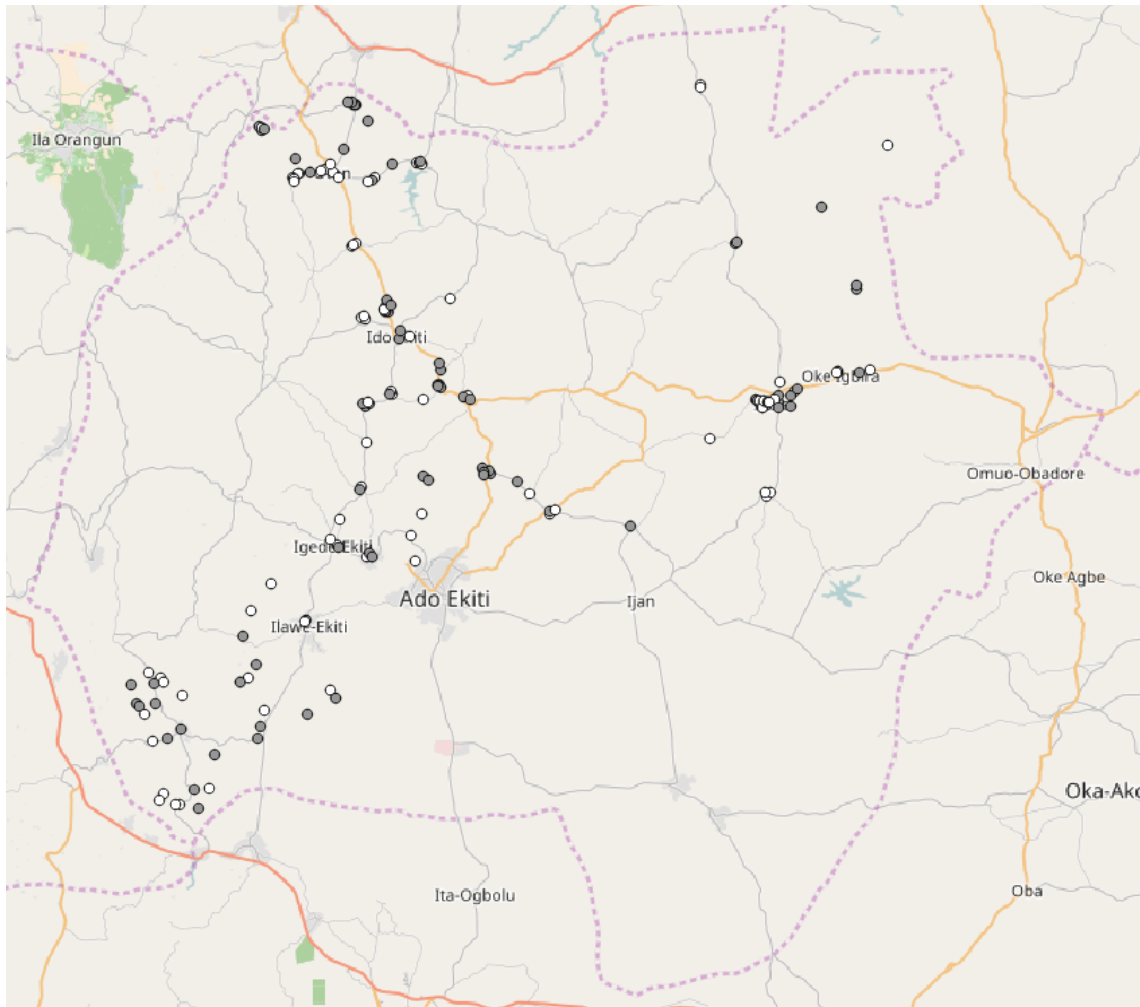 Ila Orangun
Ido Ekiti
Oke Igbira
Omuo-Obadore
Igede Ekiti
Oke Agbe
Ado Ekiti
Ijan
Ilawe-Ekiti
Oka-Ako
Oba
Ita-Ogbolu